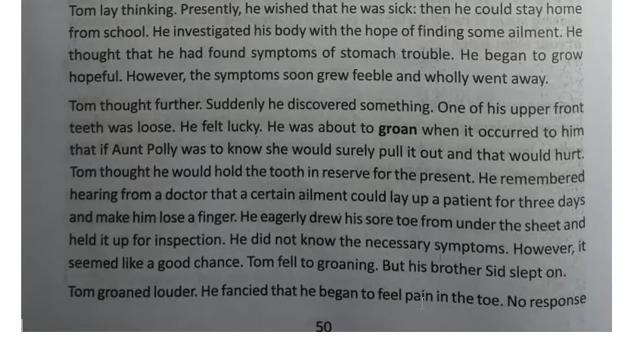 Tom lay thinking. Presently, he wished that he was sick: then he could stay home
from school. He investigated his body with the hope of finding some ailment. He
thought that he had found symptoms of stomach trouble. He began to grow
hopeful. However, the symptoms soon grew feeble and wholly went away.
Tom thought further. Suddenly he discovered something. One of his upper front
teeth was loose. He felt lucky. He was about to groan when it occurred to him
that if Aunt Polly was to know she would surely pull it out and that would hurt.
Tom thought he would hold the tooth in reserve for the present. He remembered
hearing from a doctor that a certain ailment could lay up a patient for three days
and make him lose a finger. He eagerly drew his sore toe from under the sheet and
held it up for inspection. He did not know the necessary symptoms. However, it
seemed like a good chance. Tom fell to groaning. But his brother Sid slept on.
Tom groaned louder. He fancied that he began to feel pain in the toe. No response
50